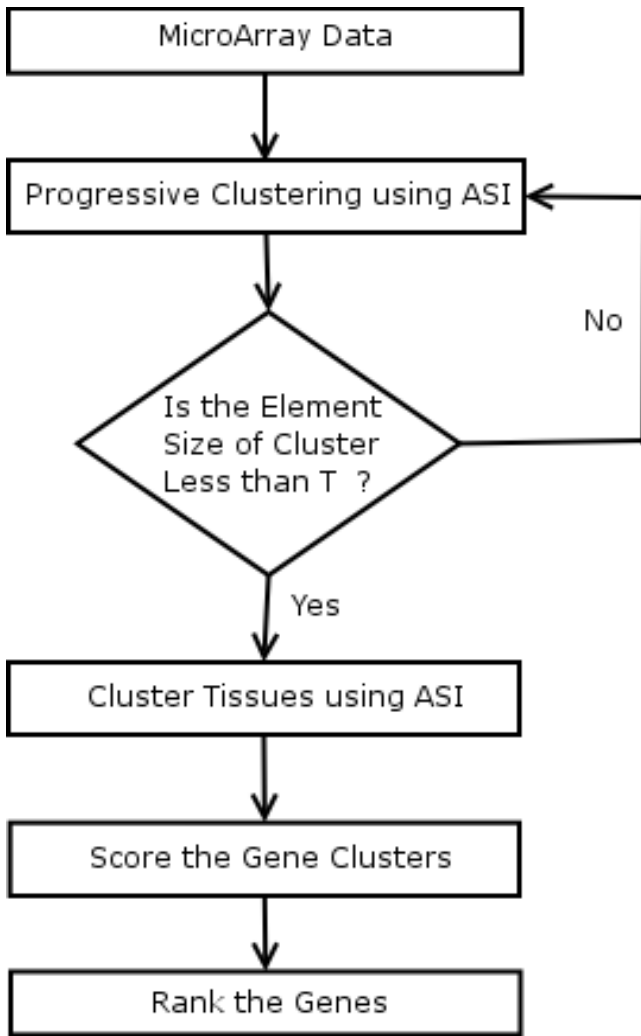 MicroArray Data
Progressive Clustering using ASI
No
Is the Element
Size of Cluster
Less than T ?
Yes
Cluster Tissues using ASI
Score the Gene Clusters
Rank the Genes